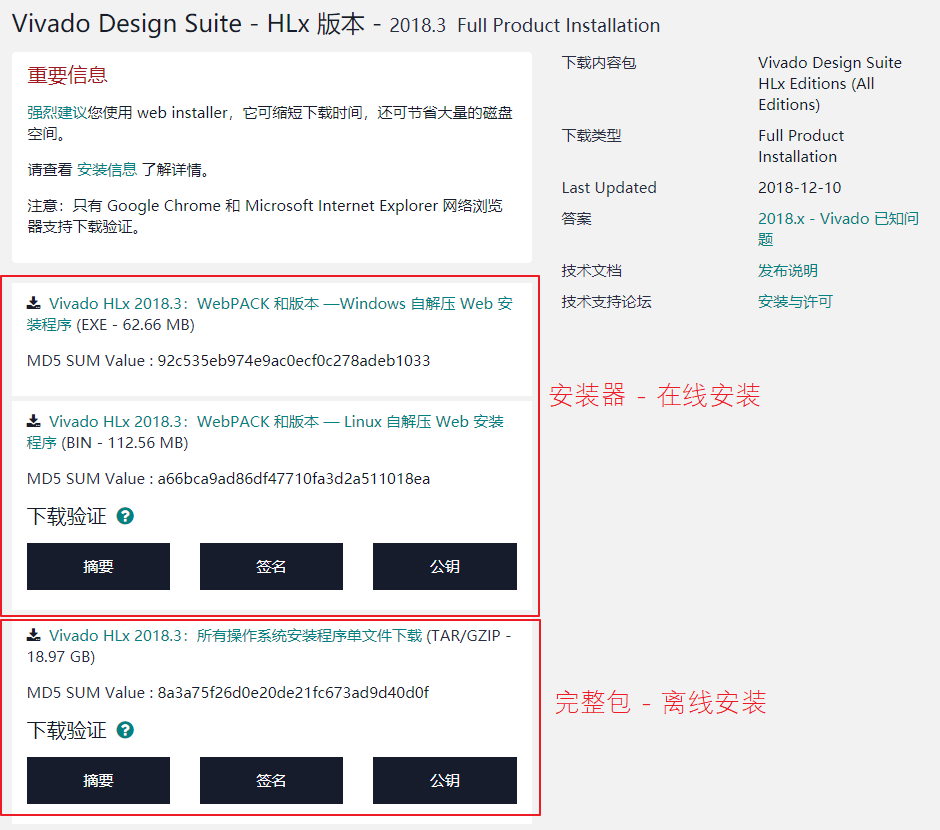 Vivado Design Suite - HLx 版本 - 2018.3 Full Product Installation
重要信息
强烈建议您使用 web installer，它可缩短下载时间，还可节省大量的磁盘
空间。
请查看 安装信息 了解详情。
注意：只有 Google Chrome 和 Microsoft Internet Explorer 网络浏览
器支持下载验证。
下载内容包
Vivado Design Suite
HLx Editions (All
Editions)
下载类型
Full Product
Installation
Last Updated
2018-12-10
答案
2018.x - Vivado 已知问
题
技术文档
发布说明
技术支持论坛
安装与许可
Vivado HLx 2018.3：WebPACK 和版本 —Windows 自解压 Web 安
装程序 (EXE - 62.66 MB)
MD5 SUM Value : 92c535eb974e9ac0ecf0c278adeb1033
安装器 - 在线安装
Vivado HLx 2018.3：WebPACK 和版本 — Linux 自解压 Web 安装
程序 (BIN - 112.56 MB)
MD5 SUM Value : a66bca9ad86df47710fa3d2a511018ea
下载验证 ?
摘要
签名
公钥
Vivado HLx 2018.3：所有操作系统安装程序单文件下载 (TAR/GZIP -
18.97 GB)
MD5 SUM Value : 8a3a75f26d0e20de21fc673ad9d40d0f
完整包 - 离线安装
下载验证 ?
摘要
签名
公钥